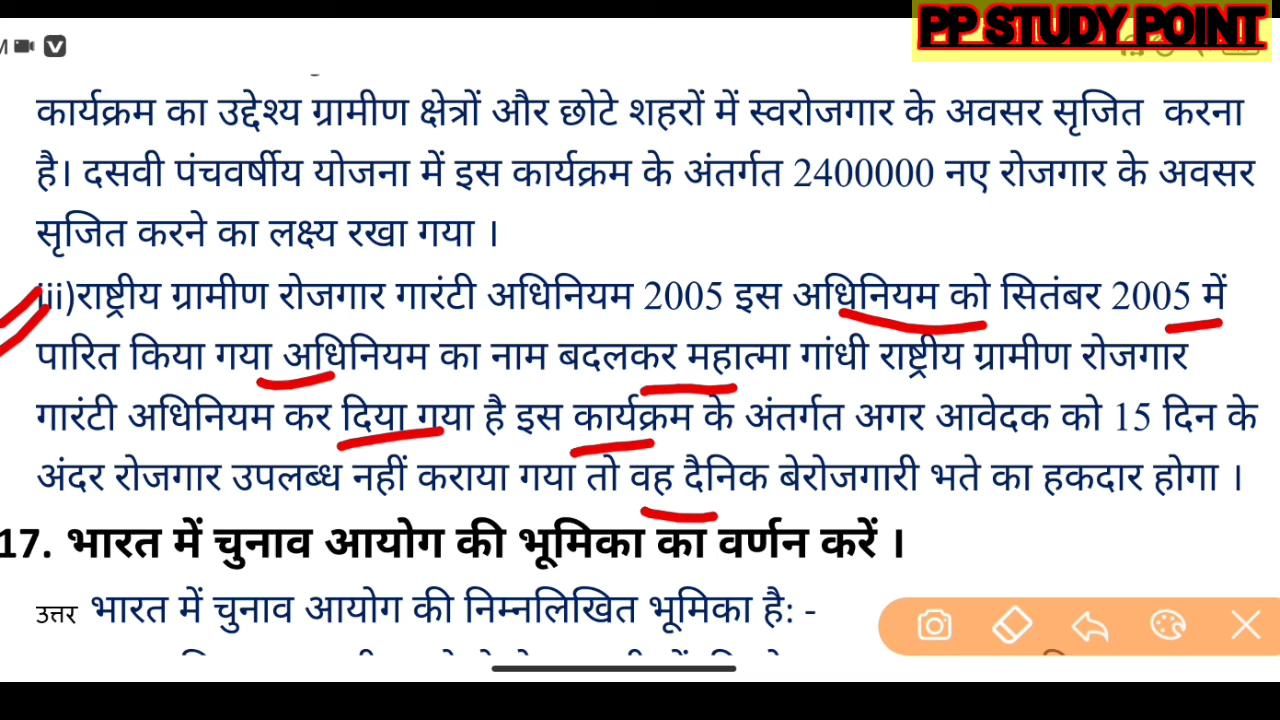 PP STUDY POINT
कार्यक्रम का उद्देश्य ग्रामीण क्षेत्रों और छोटे शहरों में स्वरोजगार के अवसर सृजित करना
है। दसवी पंचवर्षीय योजना में इस कार्यक्रम के अंतर्गत 2400000 नए रोजगार के अवसर
सृजित करने का लक्ष्य रखा गया ।
iii)राष्ट्रीय ग्रामीण रोजगार गारंटी अधिनियम 2005 इस अधिनियम को सितंबर 2005 में
पारित किया गया अधिनियम का नाम बदलकर महात्मा गांधी राष्ट्रीय ग्रामीण रोजगार
गारंटी अधिनियम कर दिया गया है इस कार्यक्रम के अंतर्गत अगर आवेदक को 15 दिन के
अंदर रोजगार उपलब्ध नहीं कराया गया तो वह दैनिक बेरोजगारी भते का हकदार होगा ।
17. भारत में चुनाव आयोग की भूमिका का वर्णन करें ।
उत्तर भारत में चुनाव आयोग की निम्नलिखित भूमिका है: -